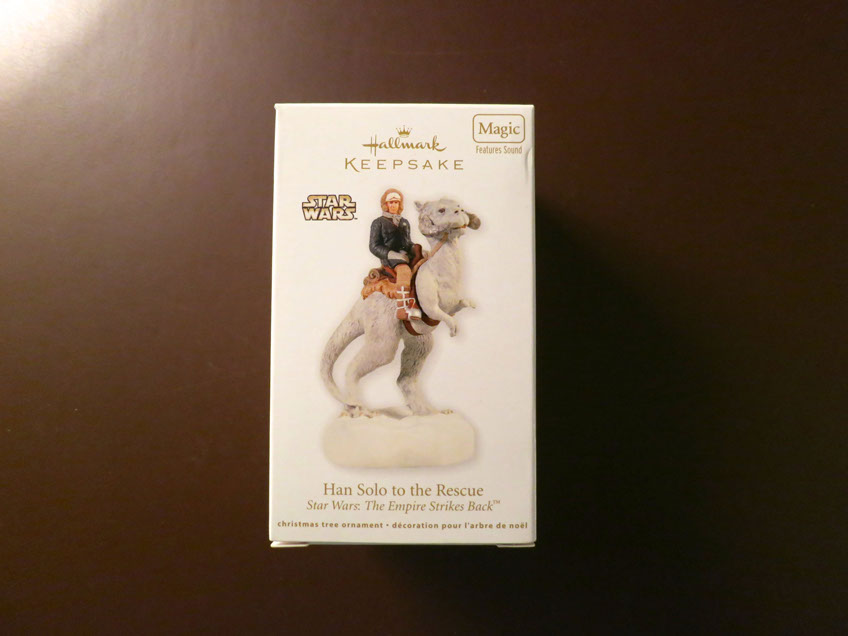 Hallmark
KEEPSAKE
Magic
Features Sound
STAR
WARS
Han Solo to the Rescue
Star Wars: The Empire Strikes Back™
christmas tree ornament • décoration pour l'arbre de noël